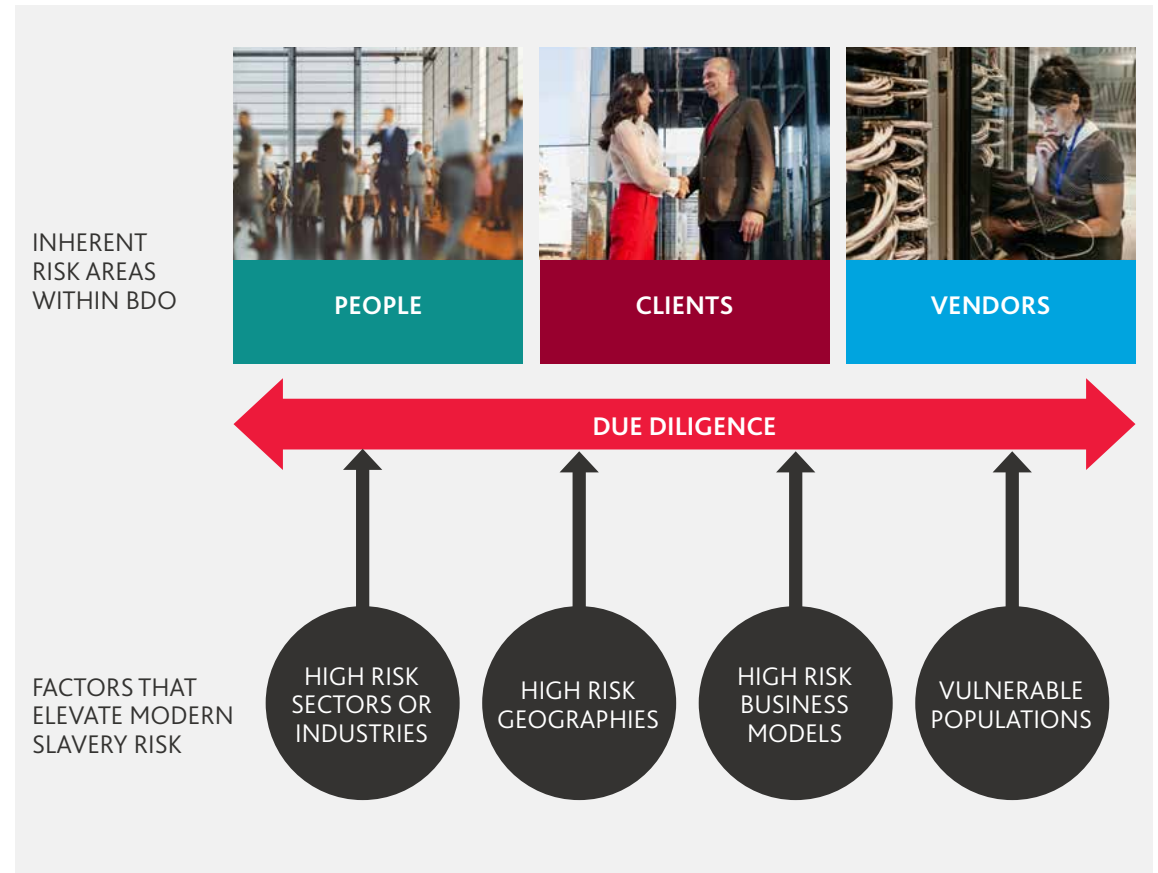 INHERENT
RISK AREAS
WITHIN BDO
PEOPLE
CLIENTS
VENDORS
DUE DILIGENCE
FACTORS THAT
ELEVATE MODERN
SLAVERY RISK
HIGH RISK
SECTORS OR
INDUSTRIES
HIGH RISK
GEOGRAPHIES
HIGH RISK
BUSINESS
MODELS
VULNERABLE
POPULATIONS